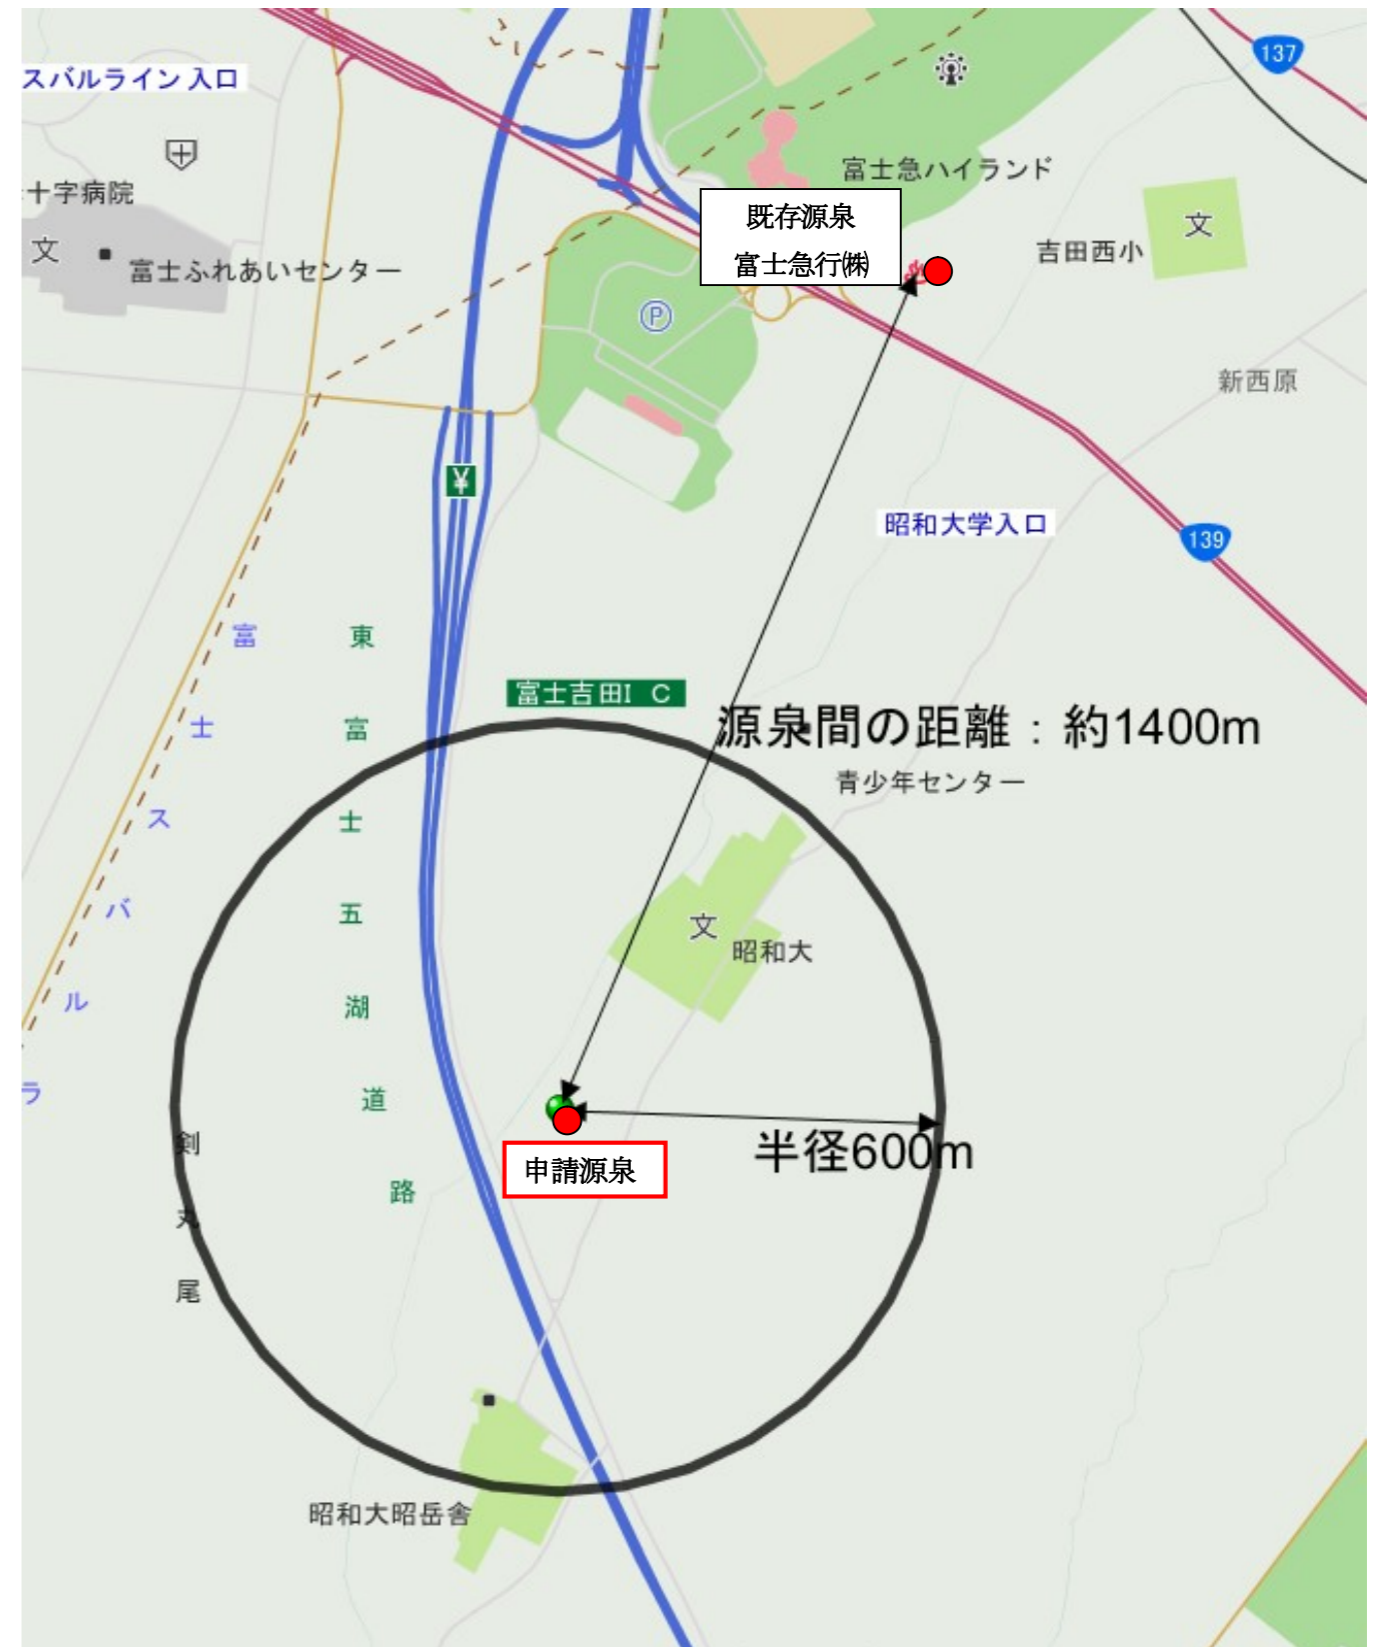 137
スバルライン入口
十字病院
富士急ハイランド
既存源泉
富士急行㈱
文
吉田西小
文
富士ふれあいセンター
P
新西原
¥
昭和大学入口
139
富士スバルラ
東富士五湖道路
富士吉田I C
源泉間の距離：約1400m
青少年センター
文
昭和大
半径600m
申請源泉
剣丸尾
昭和大昭岳舎